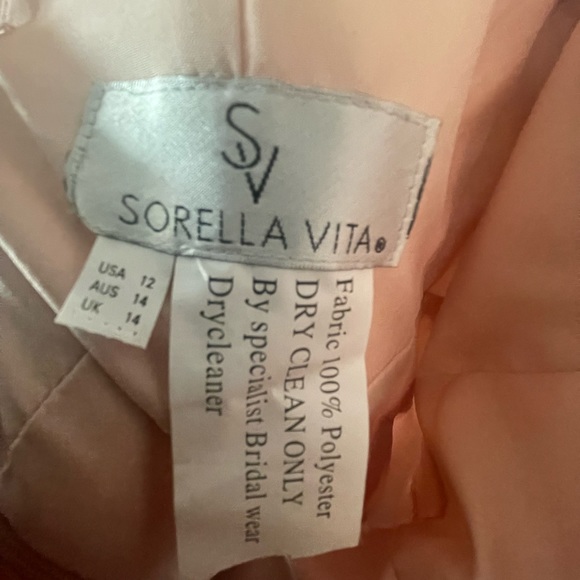 SV
SORELLA VITA®
USA 12
AUS 14
UK 14
Fabric 100% Polyester
DRY CLEAN ONLY
By specialist Bridal wear
Drycleaner